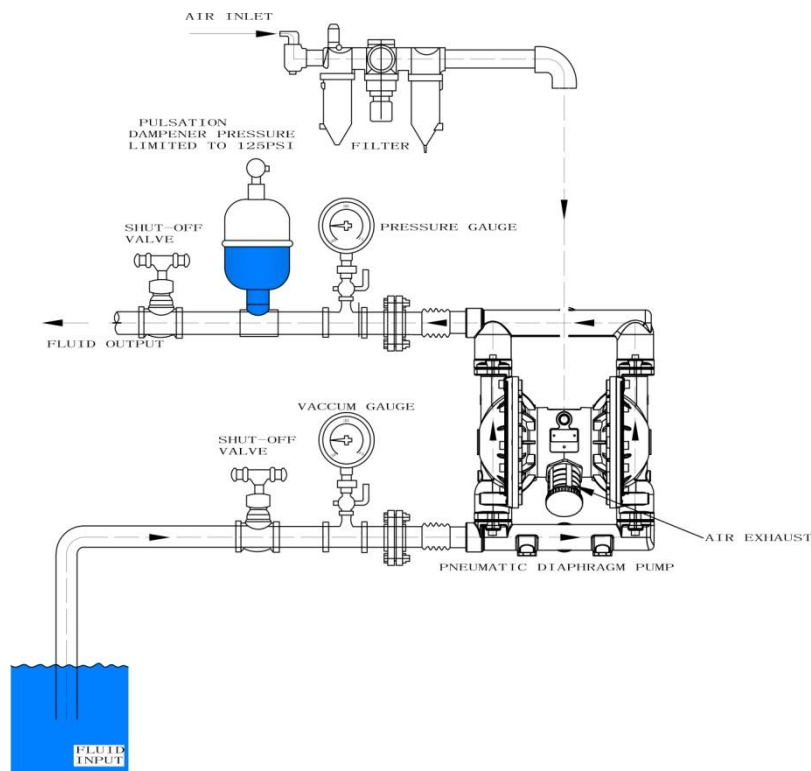 AIR INLET
PULSATION
DAMPENER PRESSURE
LIMITED TO 125PSI
FILTER
SHUT-OFF
VALVE
PRESSURE GAUGE
FLUID OUTPUT
VACCUM GAUGE
SHUT-OFF
VALVE
AIR EXHAUST
PNEUMATIC DIAPHRAGM PUMP
FLUID
INPUT